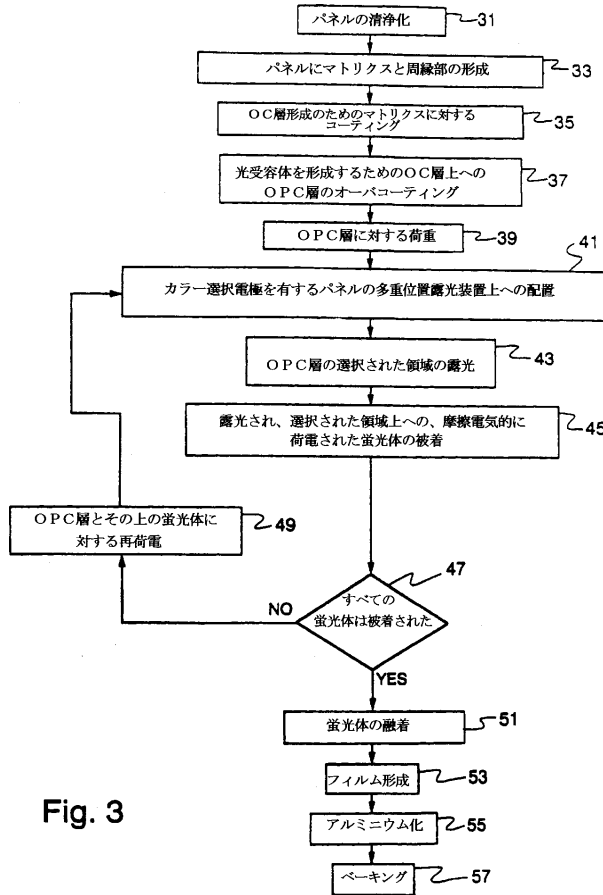 パネルの清浄化
31
パネルにマトリクスと周縁部の形成
33
OC層形成のためのマトリクスに対する
コーティング
35
光受容体を形成するためのOC層上への
OPC層のオーバコーティング
37
OPC層に対する荷重
39
41
カラー選択電極を有するパネルの多重位置露光装置上への配置
43
OPC層の選択された領域の露光
露光され、選択された領域上への、摩擦電気的に
荷電された蛍光体の被着
45
OPC層とその上の蛍光体に
対する再荷電
49
47
すべての
蛍光体は被着された
NO
YES
蛍光体の融着
51
フィルム形成
53
アルミニウム化
55
ベーキング
57
Fig. 3